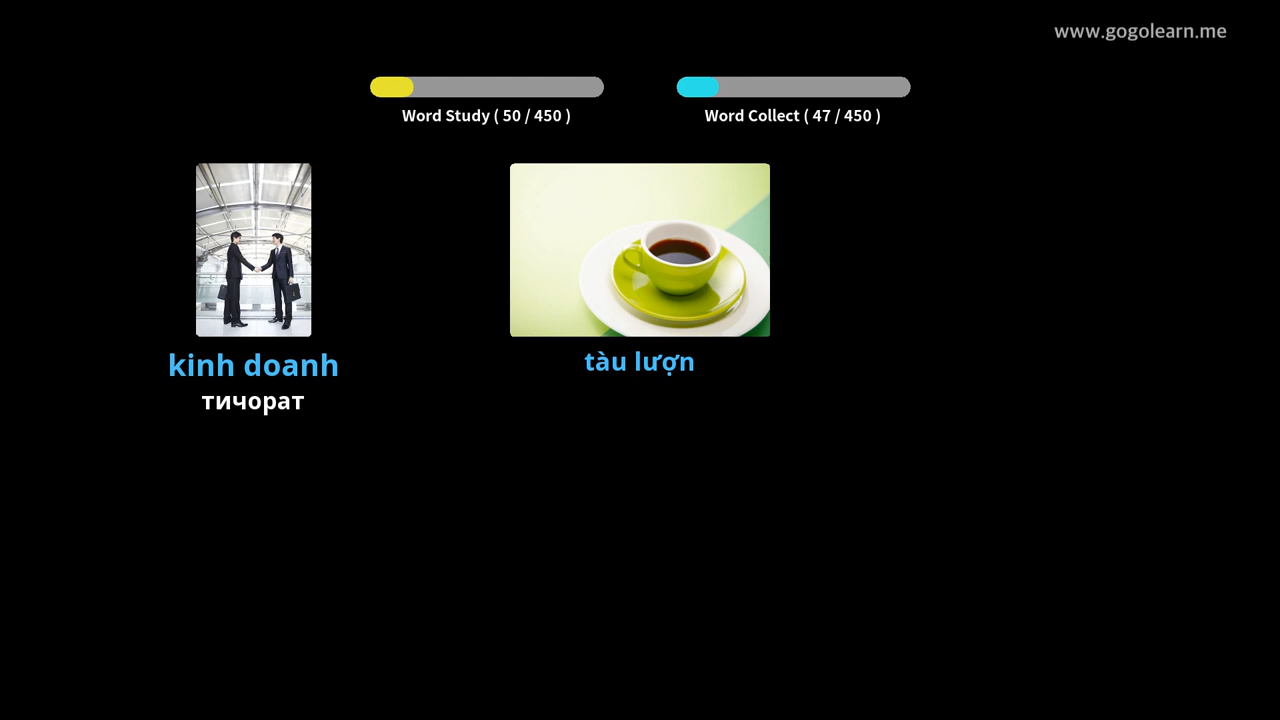 www.gogolearn.me
Word Study ( 50 / 450 )
Word Collect ( 47 / 450 )
kinh doanh
тичорат
tàu lượn